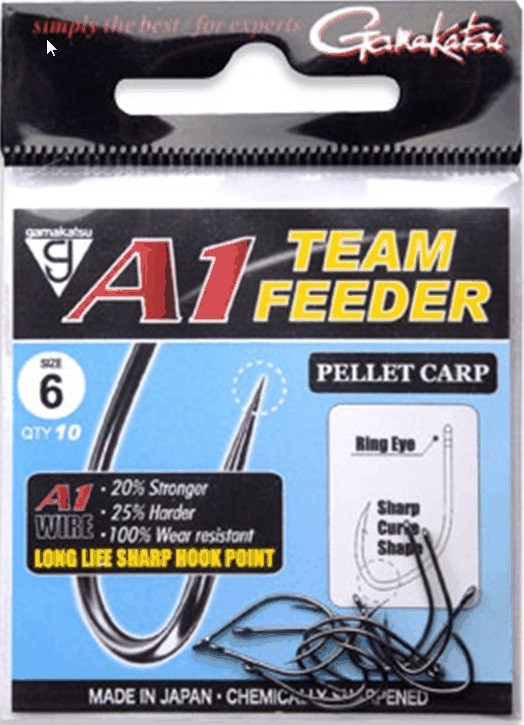 simply the best / for experts
Gamakatsu
gamakatsu
g
A1 TEAM FEEDER
SIZE
6
QTY 10
PELLET CARP
Ring Eye
Sharp
Curve
Shape
A1
WIRE
· 20% Stronger
· 25% Harder
· 100% Wear resistant
LONG LIFE SHARP HOOK POINT
MADE IN JAPAN · CHEMICALLY SHARPENED